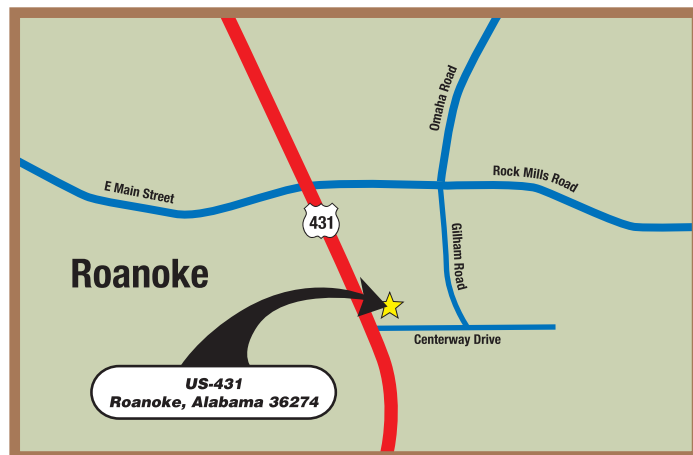 Omaha Road
E Main Street
Rock Mills Road
431
Gilham Road
Roanoke
Centerway Drive
US-431
Roanoke, Alabama 36274